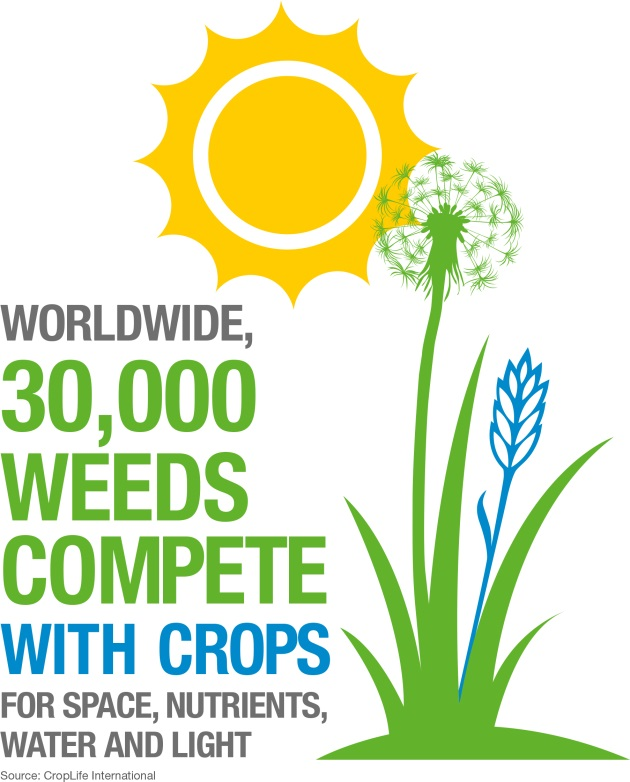 WORLDWIDE,
30,000
WEEDS
COMPETE
WITH CROPS
FOR SPACE, NUTRIENTS,
WATER AND LIGHT
Source: CropLife International